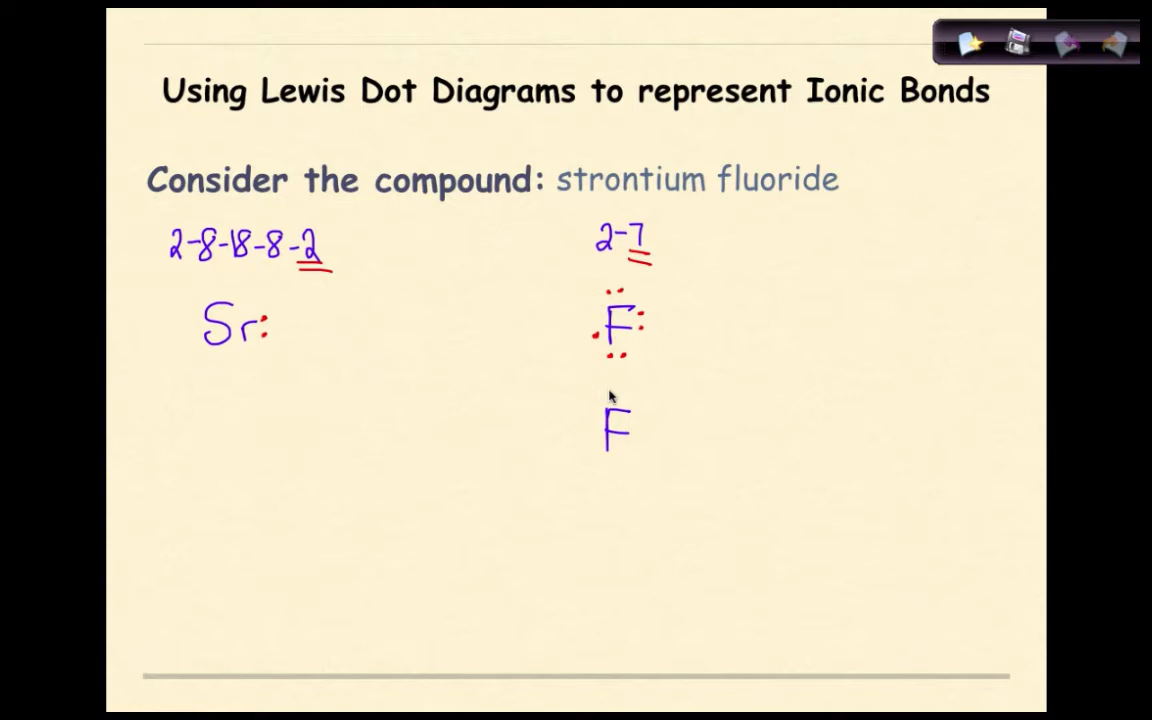 Using Lewis Dot Diagrams to represent Ionic Bonds
Consider the compound: strontium fluoride
2-8-18-8-2
2-7
Sr
F
F